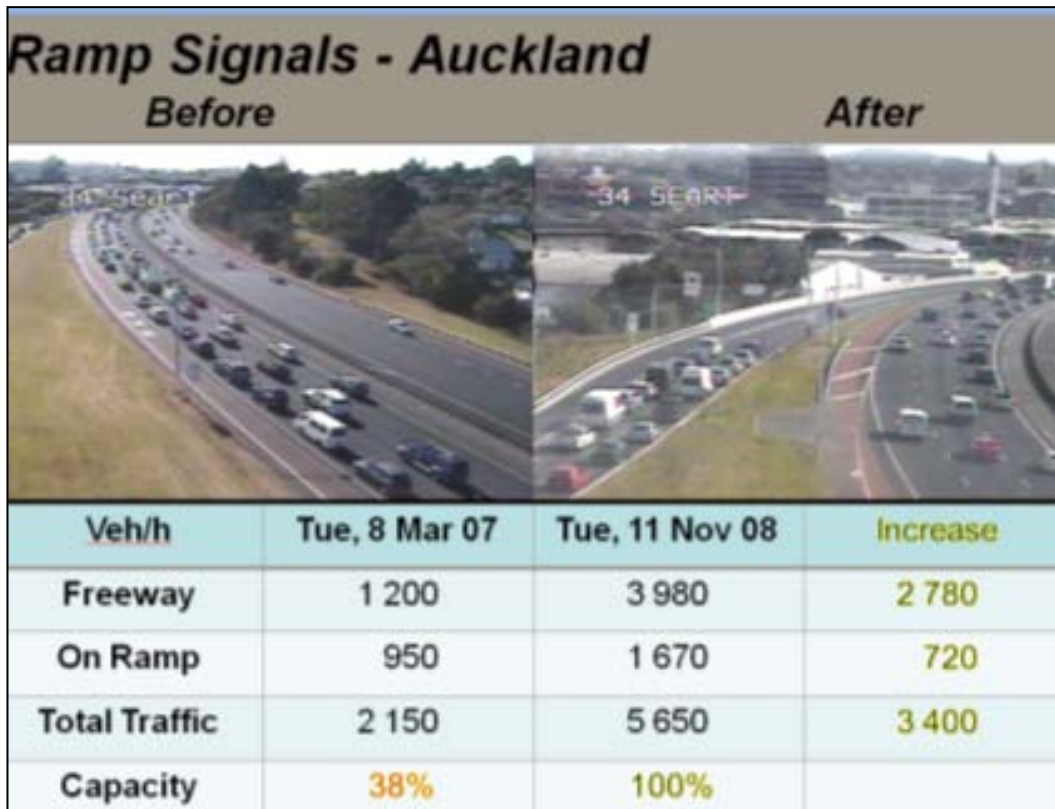 Ramp Signals - Auckland
Before After
34 Seart 34 SEART
Veh/h Tue, 8 Mar 07 Tue, 11 Nov 08 Increase
Freeway 1 200 3 980 2 780
On Ramp 950 1 670 720
Total Traffic 2 150 5 650 3 400
Capacity 38% 100%